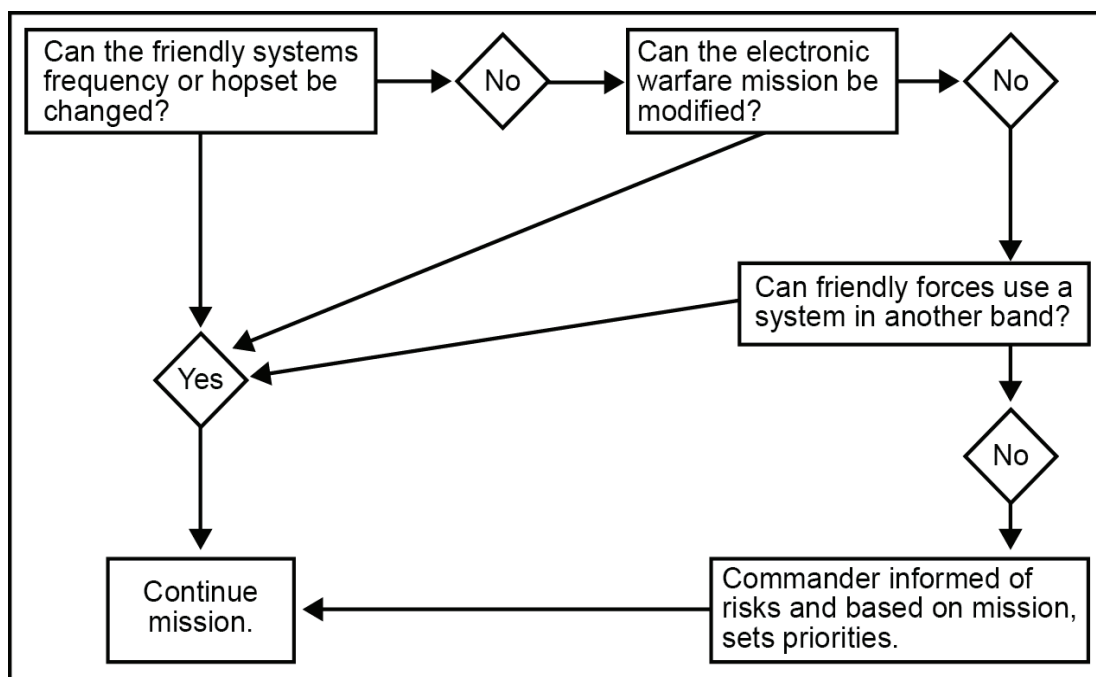 Can the friendly systems
frequency or hopset be
changed?
No
Can the electronic
warfare mission be
modified?
No
Can friendly forces use a
system in another band?
Yes
No
Continue
mission.
Commander informed of
risks and based on mission,
sets priorities.